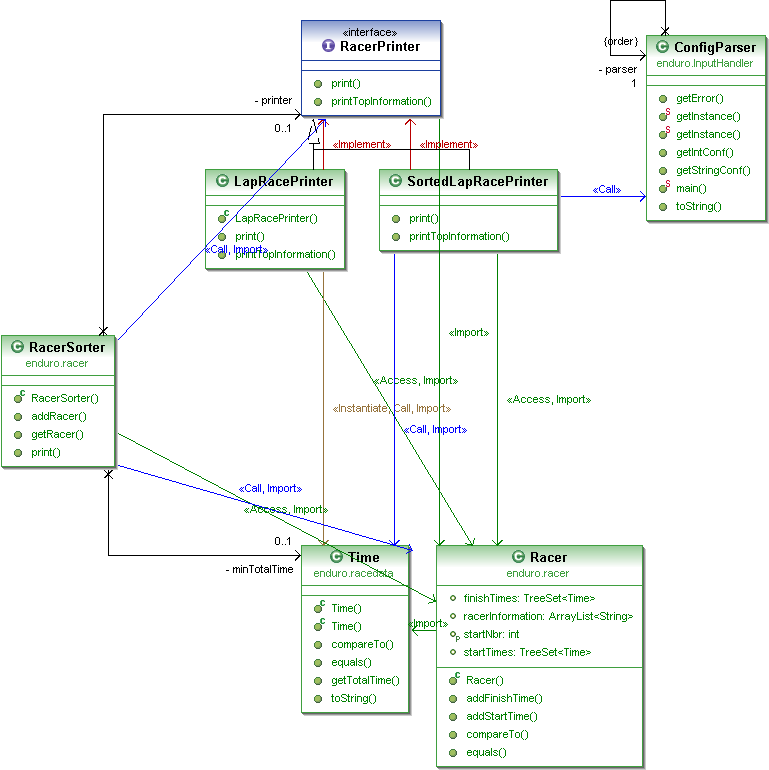 «interface»
RacerPrinter
print()
printTopInformation()
{order}
- parser
1
ConfigParser
enduro.InputHandler
getError()
getInstance()
getInstance()
getIntConf()
getStringConf()
main()
toString()
- printer
0..1
«Implement»
«Implement»
LapRacePrinter
LapRacePrinter()
print()
printTopInformation()
SortedLapRacePrinter
print()
printTopInformation()
«Call»
«Call, Import»
RacerSorter
enduro.racer
RacerSorter()
addRacer()
getRacer()
print()
«Import»
«Access, Import»
«Access, Import»
«Instantiate, Call, Import»
«Call, Import»
«Call, Import»
«Access, Import»
0..1
- minTotalTime
Time
enduro.racedata
Time()
Time()
compareTo()
equals()
getTotalTime()
toString()
«Import»
Racer
enduro.racer
finishTimes: TreeSet<Time>
racerInformation: ArrayList<String>
startNbr: int
startTimes: TreeSet<Time>
Racer()
addFinishTime()
addStartTime()
compareTo()
equals()